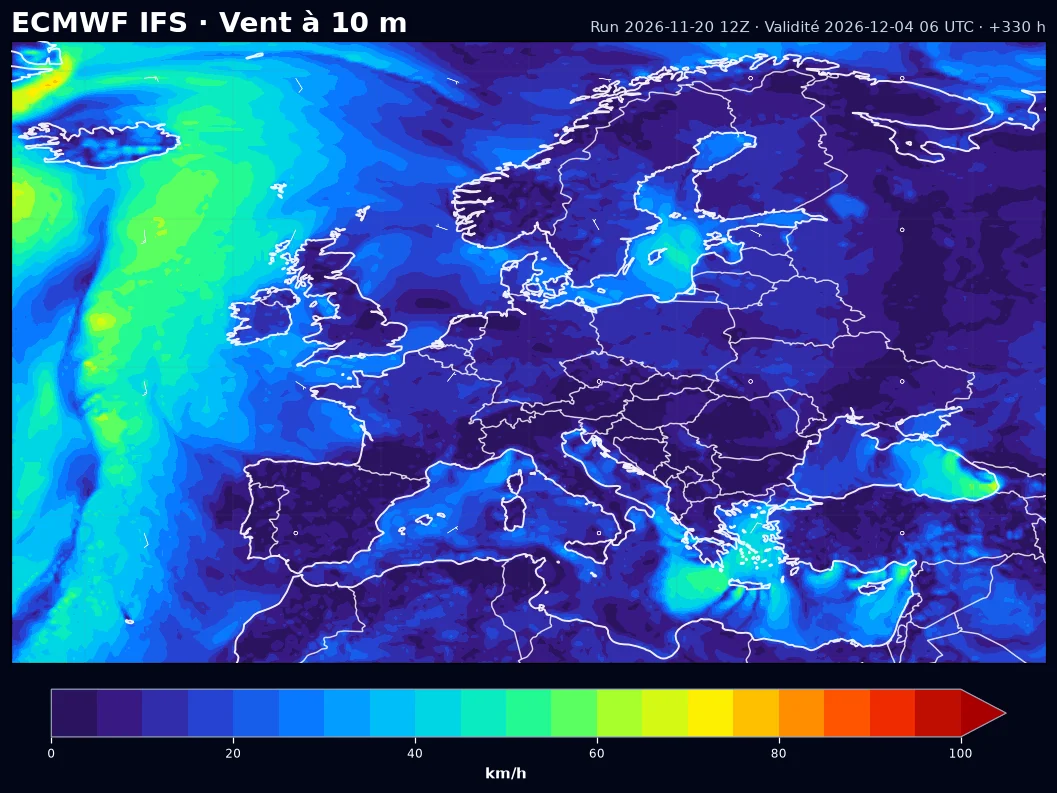 ECMWF IFS · Vent à 10 m
Run 2026-11-20 12Z · Validité 2026-12-04 06 UTC · +330 h
0 20 40 60 80 100
km/h